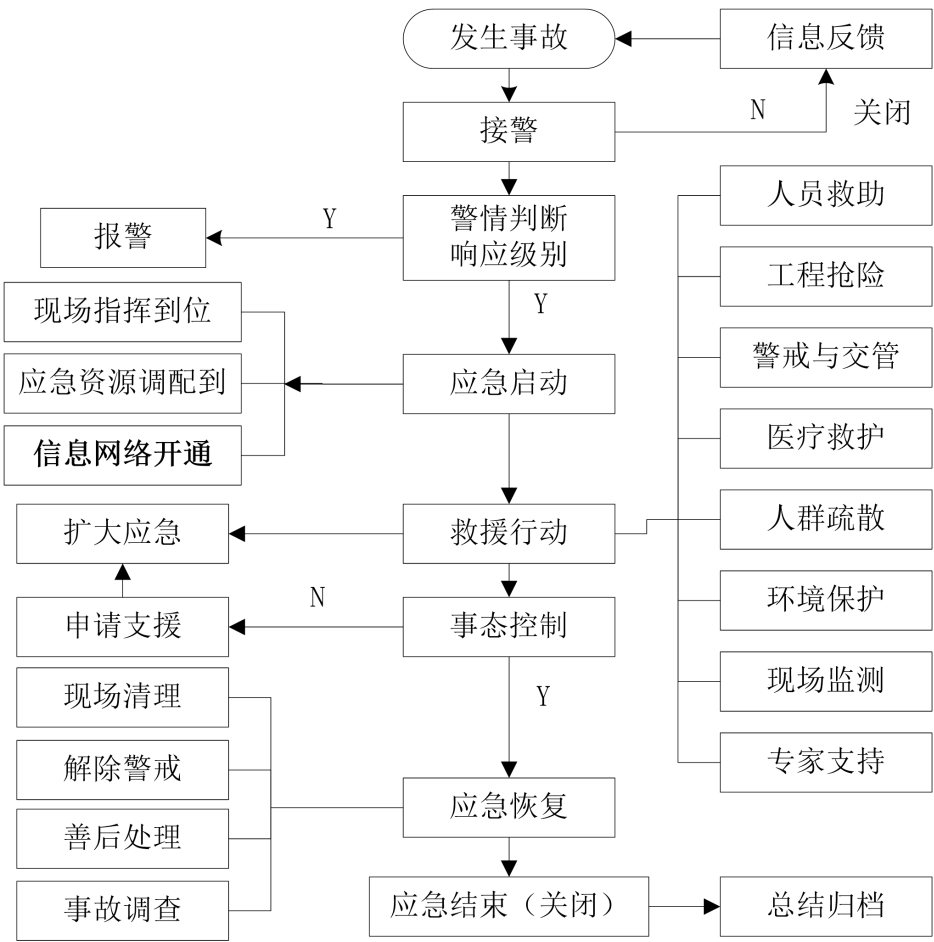 发生事故
信息反馈
接警
N
关闭
人员救助
报警
Y
警情判断
响应级别
工程抢险
现场指挥到位
Y
警戒与交管
应急资源调配到
应急启动
医疗救护
信息网络开通
人群疏散
扩大应急
救援行动
环境保护
申请支援
N
事态控制
现场清理
Y
现场监测
解除警戒
专家支持
应急恢复
善后处理
事故调查
应急结束（关闭）
总结归档